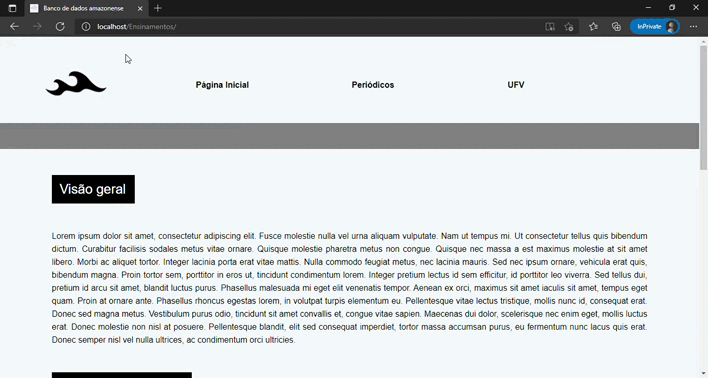 Banco de dados amazonense
localhost/Ensinamentos/
InPrivate
Página Inicial
Periódicos
UFV
Visão geral
Lorem ipsum dolor sit amet, consectetur adipiscing elit. Fusce molestie nulla vel urna aliquam vulputate. Nam ut tempus mi. Ut consectetur tellus quis bibendum
dictum. Curabitur facilisis sodales metus vitae ornare. Quisque molestie pharetra metus non congue. Quisque nec massa a est maximus molestie at sit amet
libero. Morbi ac aliquet tortor. Integer lacinia porta erat vitae mattis. Nulla commodo feugiat metus, nec lacinia mauris. Sed nec ipsum ornare, vehicula erat quis,
bibendum magna. Proin tortor sem, porttitor in eros ut, tincidunt condimentum lorem. Integer pretium lectus id sem efficitur, id porttitor leo viverra. Sed tellus dui,
pretium id arcu sit amet, blandit luctus purus. Phasellus malesuada mi eget elit venenatis tempor. Aenean ex orci, maximus sit amet iaculis sit amet, tempus eget
quam. Proin at ornare ante. Phasellus rhoncus egestas lorem, in volutpat turpis elementum eu. Pellentesque vitae lectus tristique, mollis nunc id, consequat erat.
Donec sed magna metus. Vestibulum purus odio, tincidunt sit amet convallis et, congue vitae sapien. Maecenas dui dolor, scelerisque nec enim eget, mollis luctus
erat. Donec molestie non nisl at posuere. Pellentesque blandit, elit sed consequat imperdiet, tortor massa accumsan purus, eu fermentum nunc lacus quis erat.
Donec semper nisl vel nulla ultrices, ac condimentum orci ultricies.